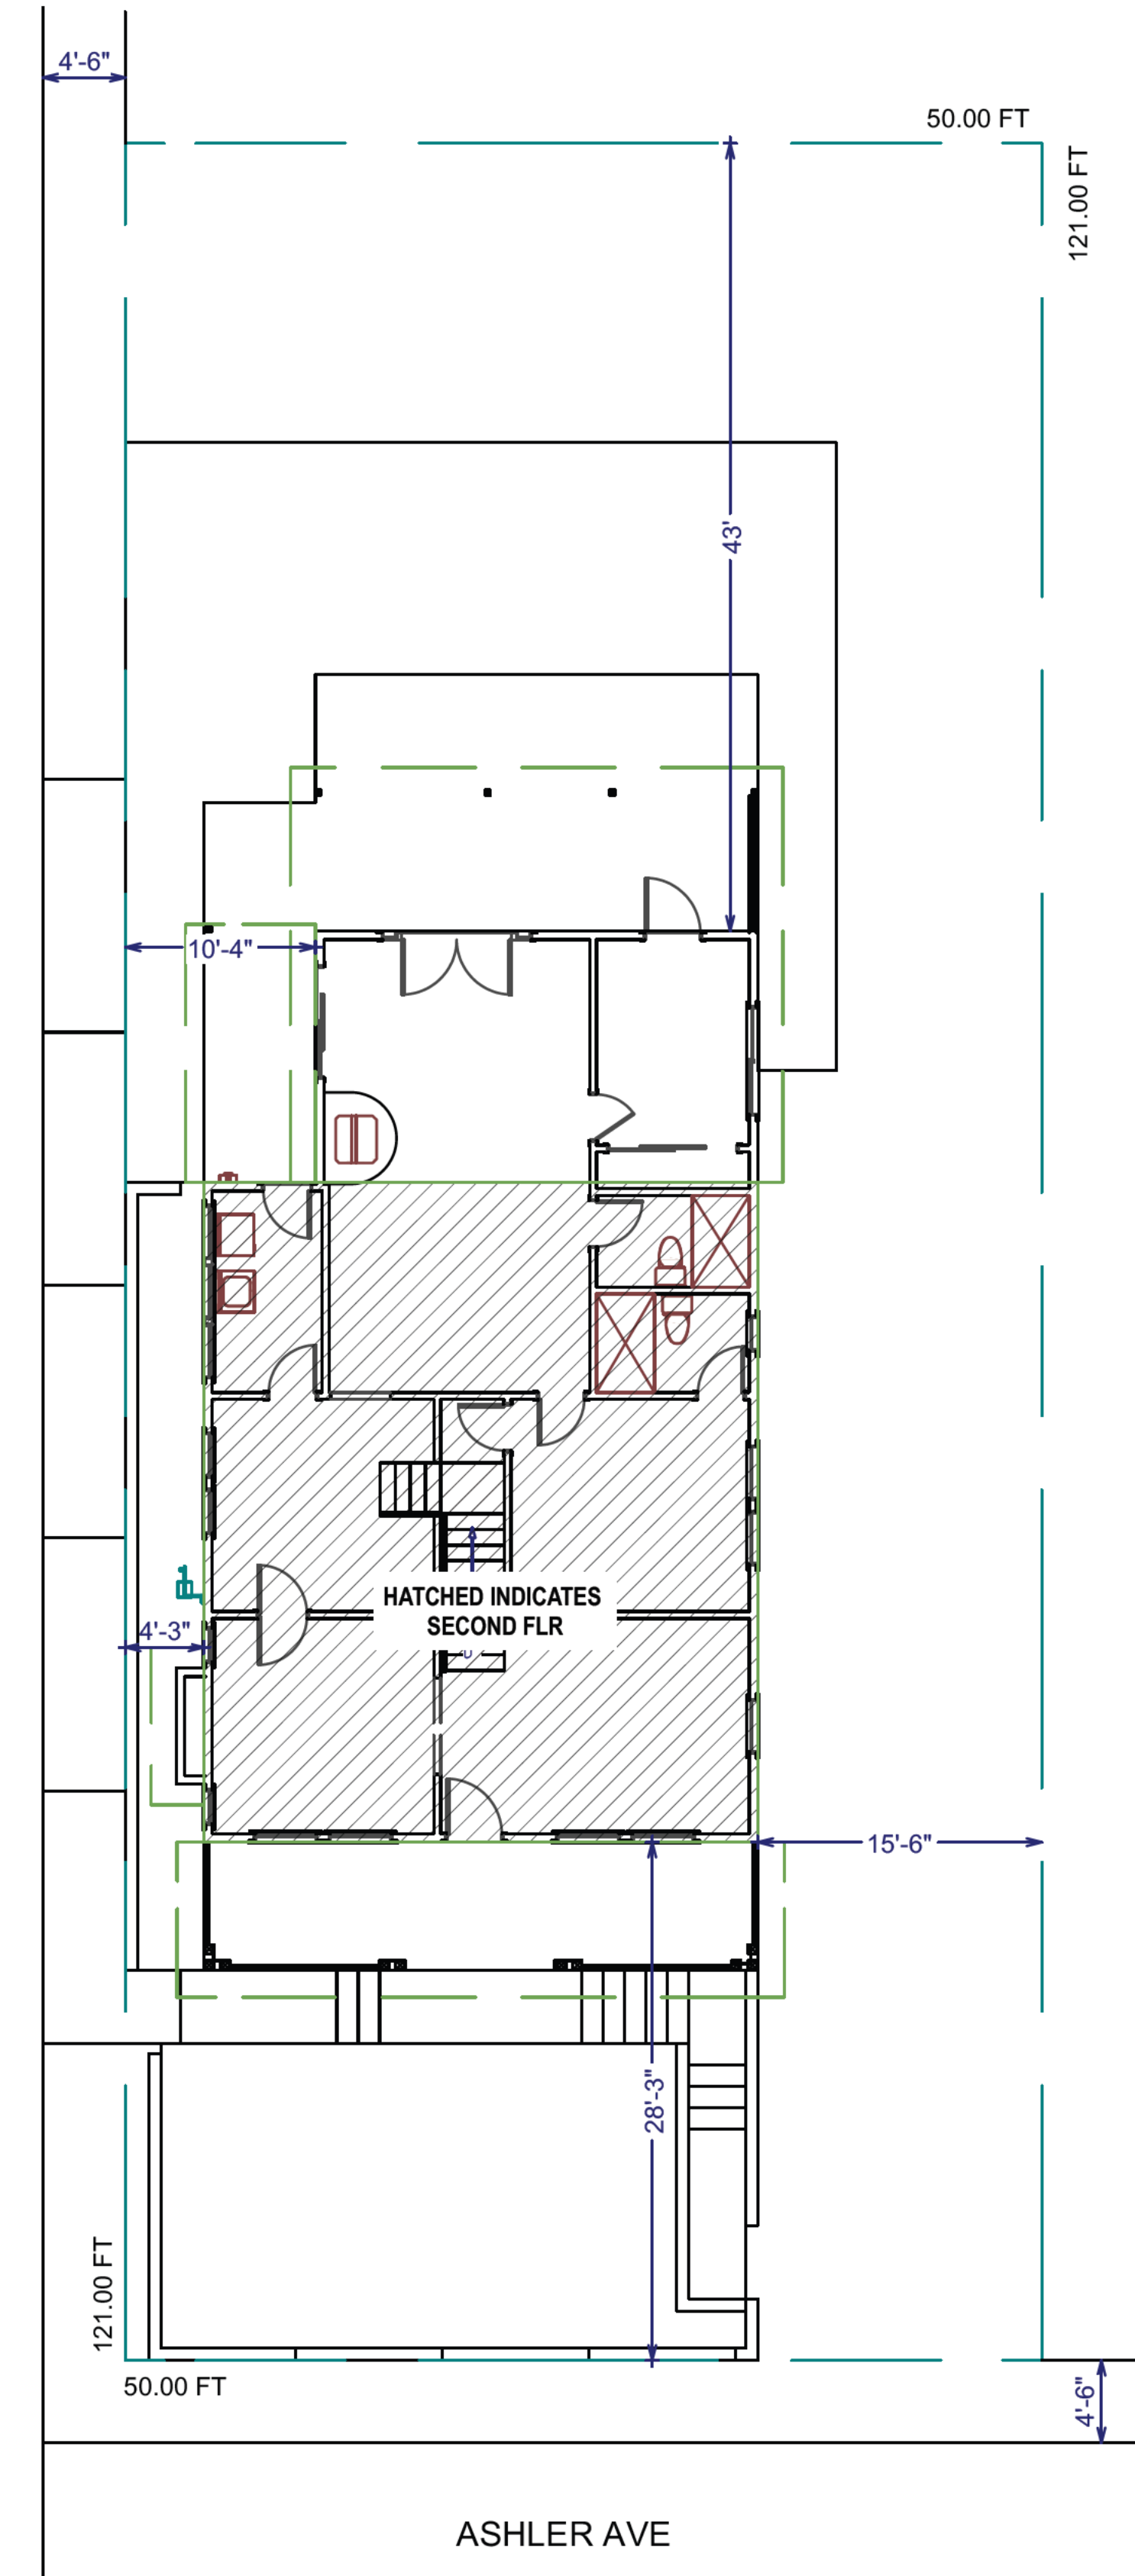 4'-6"
50.00 FT
121.00 FT
43'
10'-4"
HATCHED INDICATES
SECOND FLR
4'-3"
15'-6"
28'-3"
121.00 FT
50.00 FT
4'-6"
ASHLER AVE